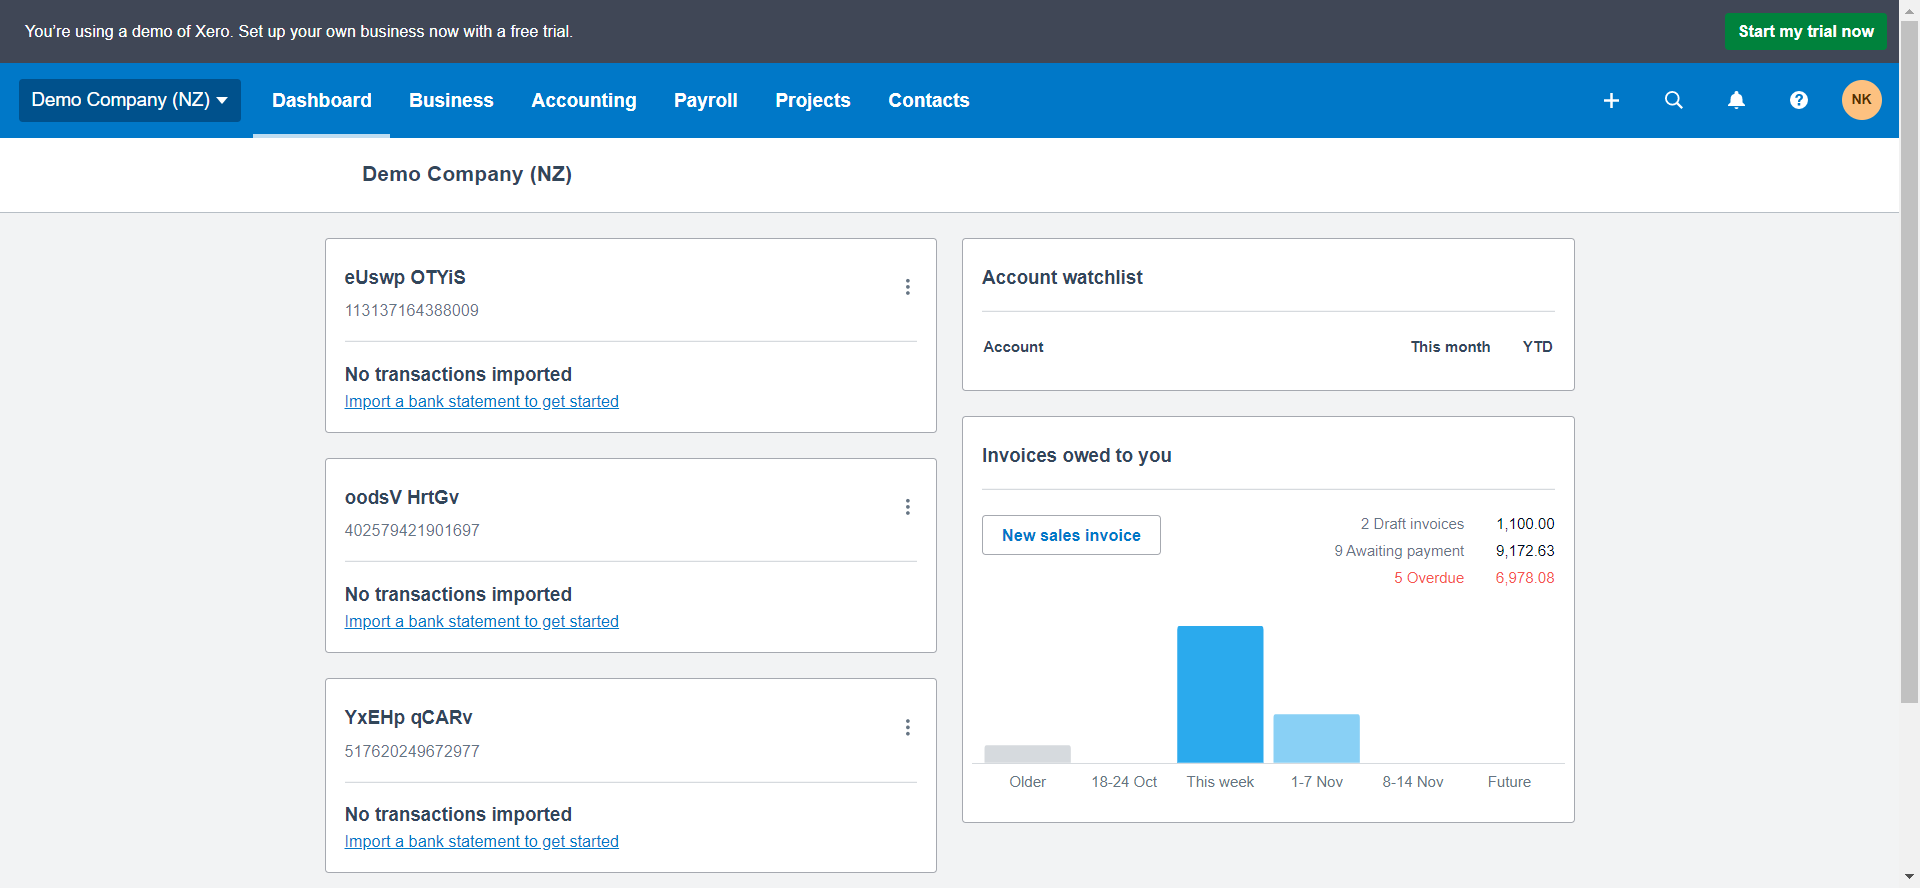 You're using a demo of Xero. Set up your own business now with a free trial.
Start my trial now
Demo Company (NZ)
Dashboard
Business
Accounting
Payroll
Projects
Contacts
NK
Demo Company (NZ)
eUswp OTYiS
113137164388009
No transactions imported
Import a bank statement to get started
oodsV HrtGv
402579421901697
No transactions imported
Import a bank statement to get started
YxEHp qCARv
517620249672977
No transactions imported
Import a bank statement to get started
Account watchlist
Account This month YTD
Invoices owed to you
New sales invoice
2 Draft invoices 1,100.00
9 Awaiting payment 9,172.63
5 Overdue 6,978.08
Older 18-24 Oct This week 1-7 Nov 8-14 Nov Future